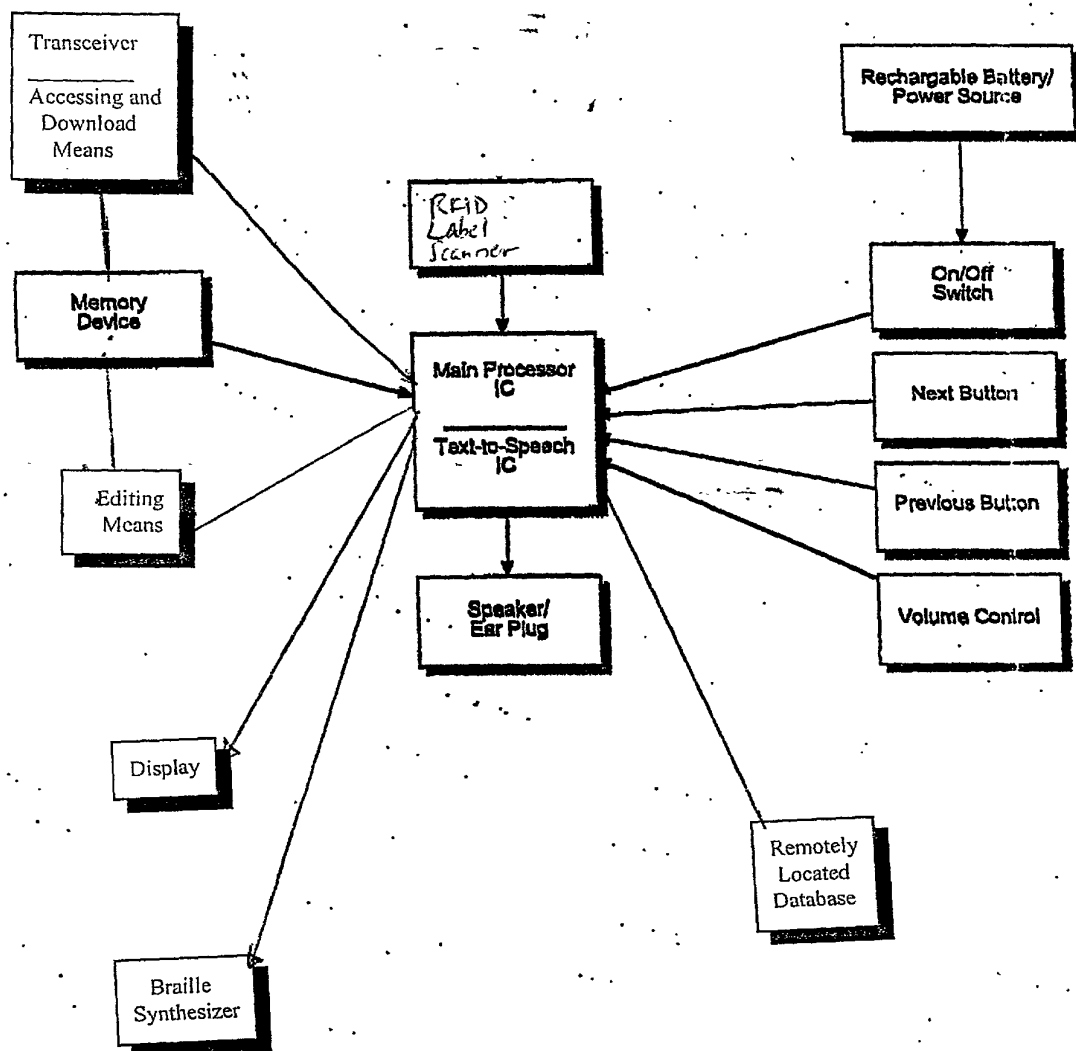 Transceiver
Accessing and
Download
Means
Rechargable Battery/
Power Source
RFiD
Label
Scanner
Memory
Device
On/Off
Switch
Main Processor
IC
Text-to-Speech
IC
Next Button
Editing
Means
Previous Button
Speaker/
Ear Plug
Volume Control
Display
Remotely
Located
Database
Braille
Synthesizer